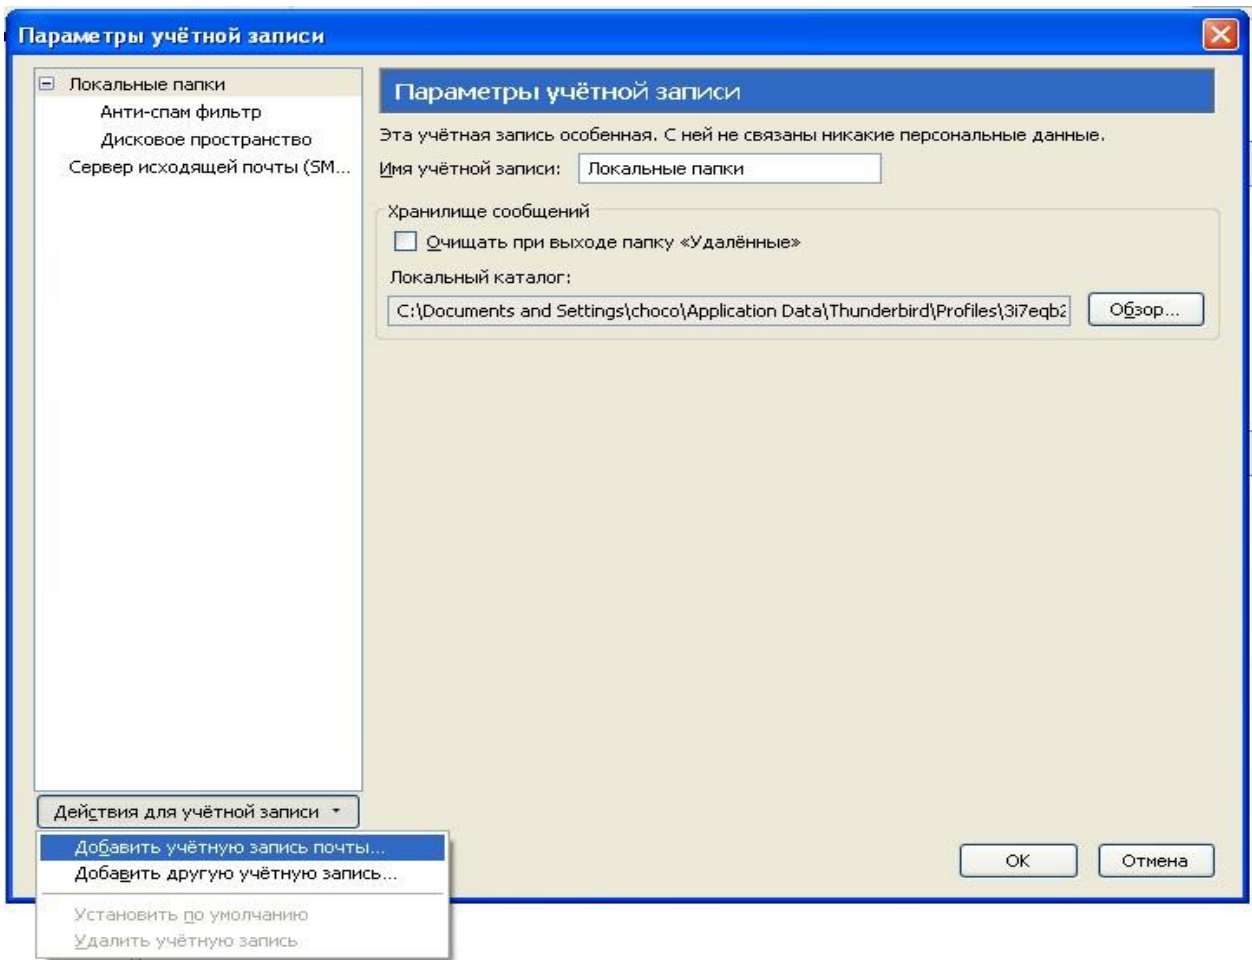 Параметры учётной записи
Локальные папки
Анти-спам фильтр
Дисковое пространство
Сервер исходящей почты (SM...
Параметры учётной записи
Эта учётная запись особенная. С ней не связаны никакие персональные данные.
Имя учётной записи: Локальные папки
Хранилище сообщений
Очищать при выходе папку «Удалённые»
Локальный каталог:
C:\Documents and Settings\choco\Application Data\Thunderbird\Profiles\3i7eqb2 Обзор...
Действия для учётной записи
Добавить учётную запись почты...
Добавить другую учётную запись...
Установить по умолчанию
Удалить учётную запись
OK Отмена